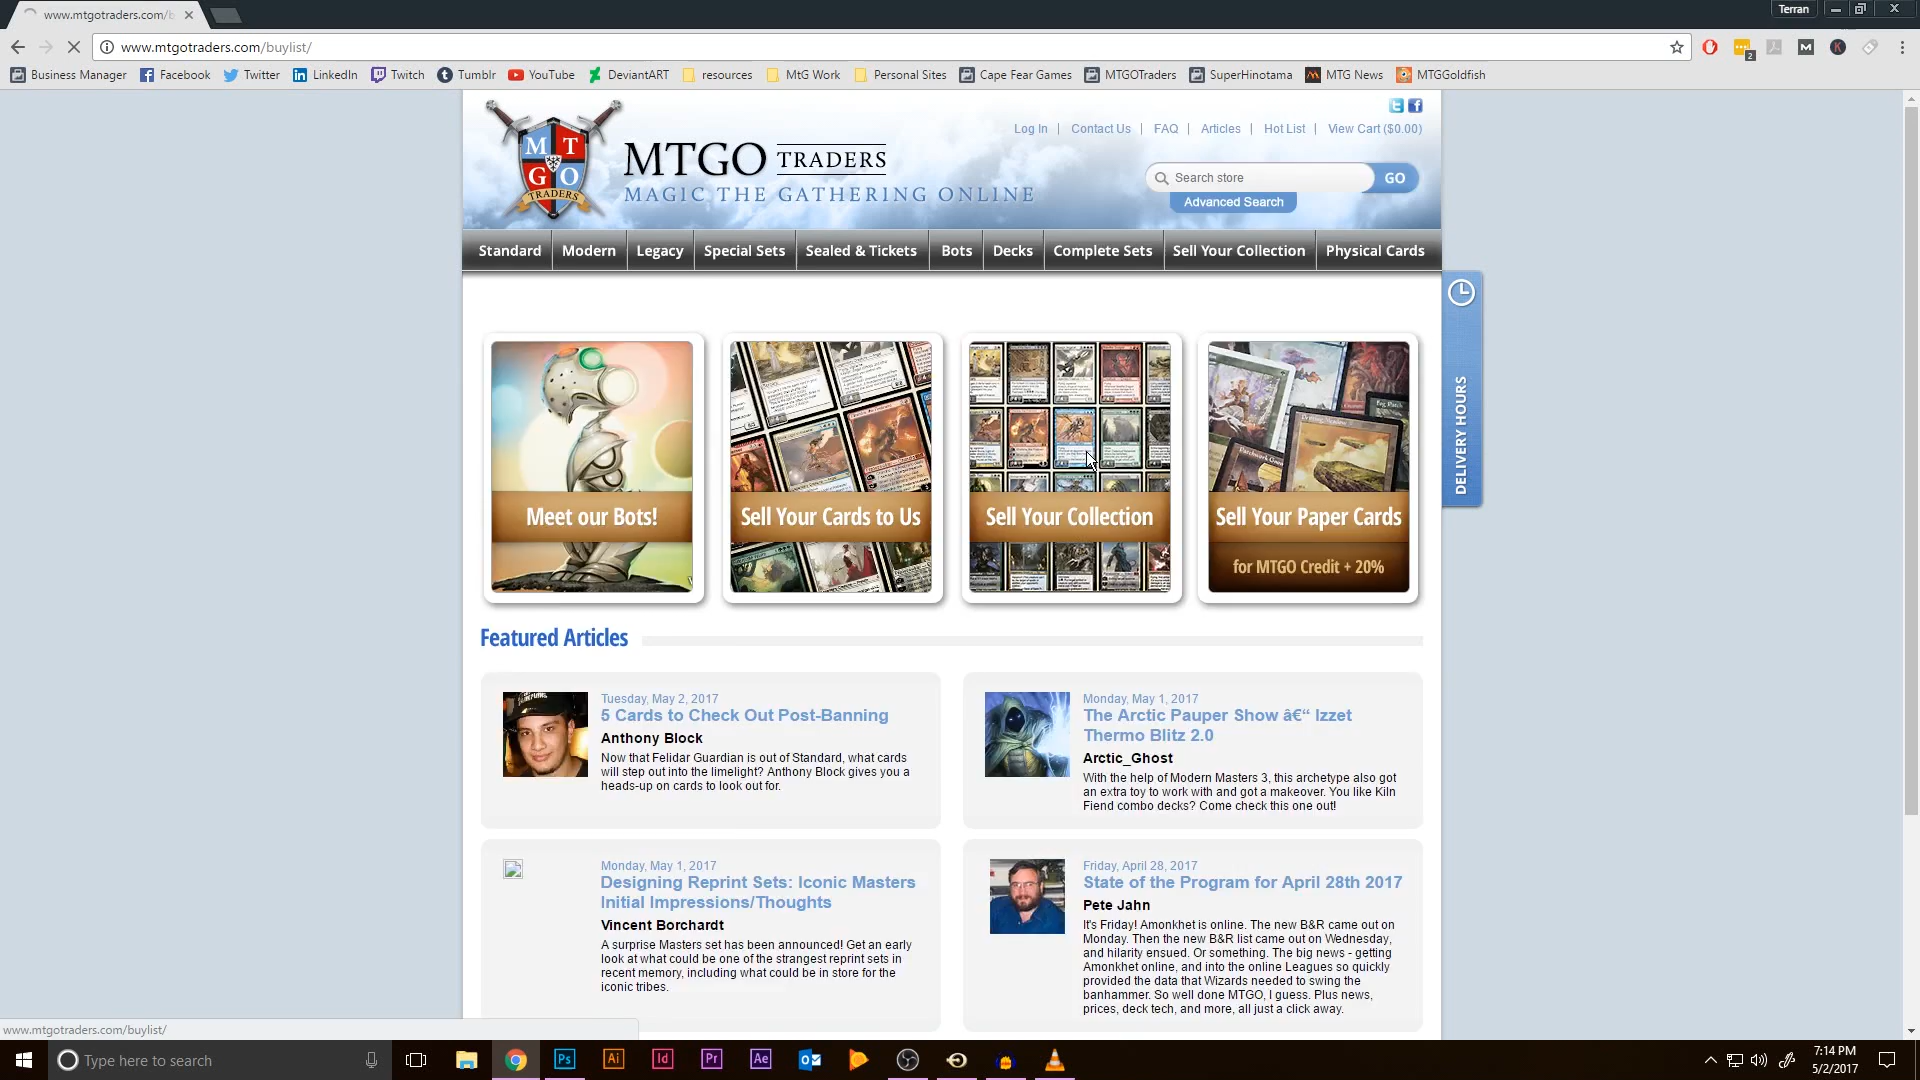 www.mtgotraders.com/b
Terran
www.mtgotraders.com/buylist/
2
Business Manager
Facebook
Twitter
LinkedIn
Twitch
Tumblr
YouTube
DeviantART
resources
MtG Work
Personal Sites
Cape Fear Games
MTGOTraders
SuperHinotama
MTG News
MTGGoldfish
M T
G O
TRADERS
MTGO TRADERS
MAGIC THE GATHERING ONLINE
Log In | Contact Us | FAQ | Articles | Hot List | View Cart ($0.00)
Search store
GO
Advanced Search
Standard
Modern
Legacy
Special Sets
Sealed & Tickets
Bots
Decks
Complete Sets
Sell Your Collection
Physical Cards
DELIVERY HOURS
Meet our Bots!
Sell Your Cards to Us
Sell Your Collection
Sell Your Paper Cards
for MTGO Credit + 20%
Featured Articles
Tuesday, May 2, 2017
5 Cards to Check Out Post-Banning
Anthony Block
Now that Felidar Guardian is out of Standard, what cards
will step out into the limelight? Anthony Block gives you a
heads-up on cards to look out for.
Monday, May 1, 2017
The Arctic Pauper Show â€“ Izzet
Thermo Blitz 2.0
Arctic_Ghost
With the help of Modern Masters 3, this archetype also got
an extra toy to work with and got a makeover. You like Kiln
Fiend combo decks? Come check this one out!
Monday, May 1, 2017
Designing Reprint Sets: Iconic Masters
Initial Impressions/Thoughts
Vincent Borchardt
A surprise Masters set has been announced! Get an early
look at what could be one of the strangest reprint sets in
recent memory, including what could be in store for the
iconic tribes.
Friday, April 28, 2017
State of the Program for April 28th 2017
Pete Jahn
It's Friday! Amonkhet is online. The new B&R came out on
Monday. Then the new B&R list came out on Wednesday,
and hilarity ensued. Or something. The big news - getting
Amonkhet online, and into the online Leagues so quickly
provided the data that Wizards needed to swing the
banhammer. So well done MTGO, I guess. Plus news,
prices, deck tech, and more, all just a click away.
www.mtgotraders.com/buylist/
Type here to search
Ps
Ai
Id
Pr
Ae
7:14 PM
5/2/2017